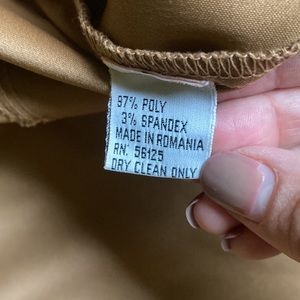 97% POLY
3% SPANDEX
MADE IN ROMANIA
RN. 56125
DRY CLEAN ONLY